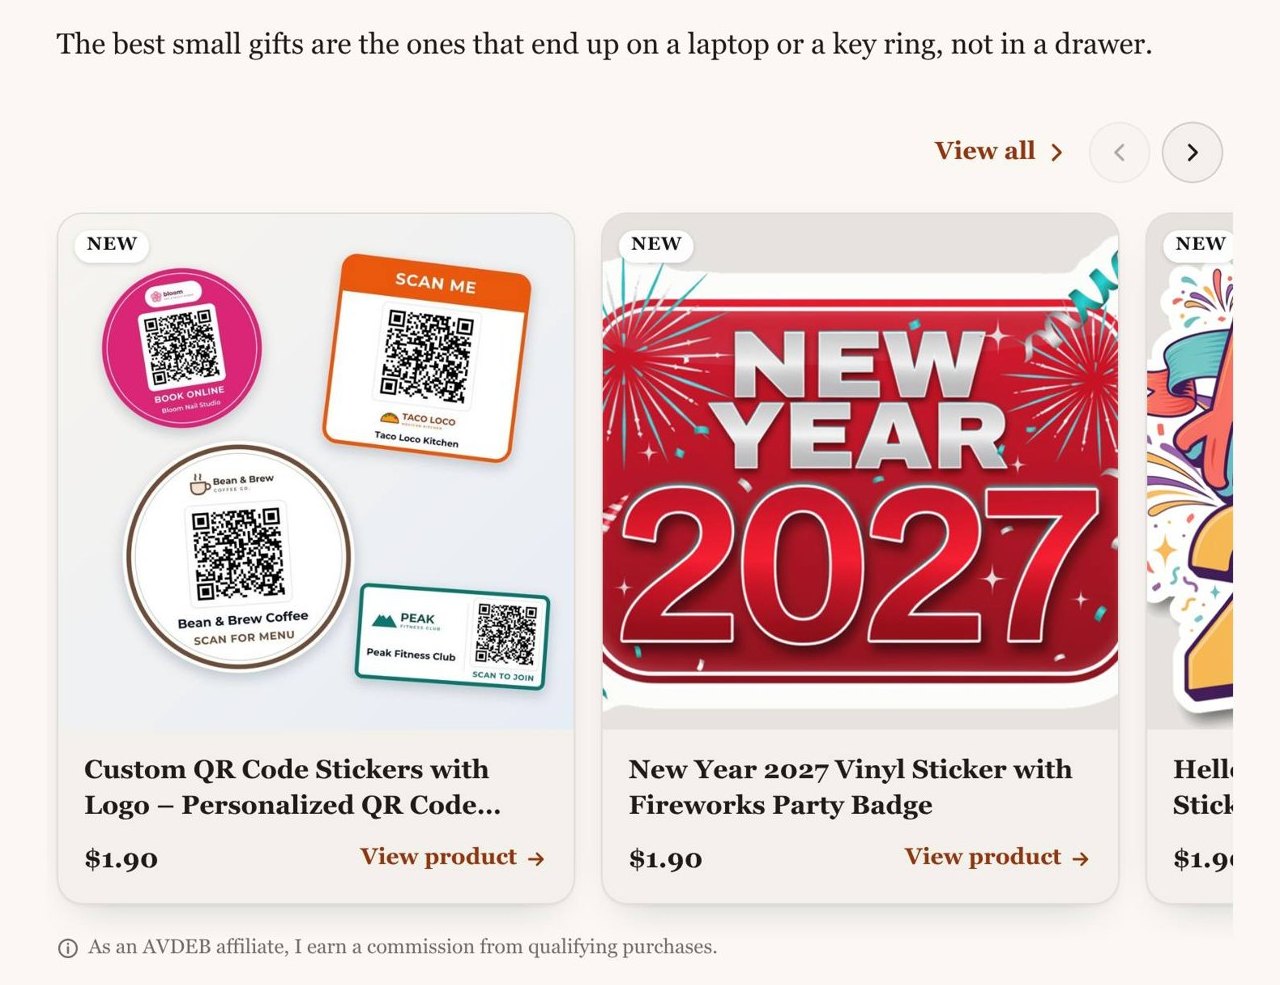 The best small gifts are the ones that end up on a laptop or a key ring, not in a drawer.
View all
NEW
bloom
BOOK ONLINE
Bloom Nail Studio
SCAN ME
TACO LOCO
Taco Loco Kitchen
Bean & Brew
COFFEE CO.
Bean & Brew Coffee
SCAN FOR MENU
PEAK
FITNESS CLUB
Peak Fitness Club
SCAN TO JOIN
Custom QR Code Stickers with
Logo – Personalized QR Code...
$1.90
View product
NEW
NEW
YEAR
2027
New Year 2027 Vinyl Sticker with
Fireworks Party Badge
$1.90
View product
NEW
Hell
Stick
$1.90
As an AVDEB affiliate, I earn a commission from qualifying purchases.